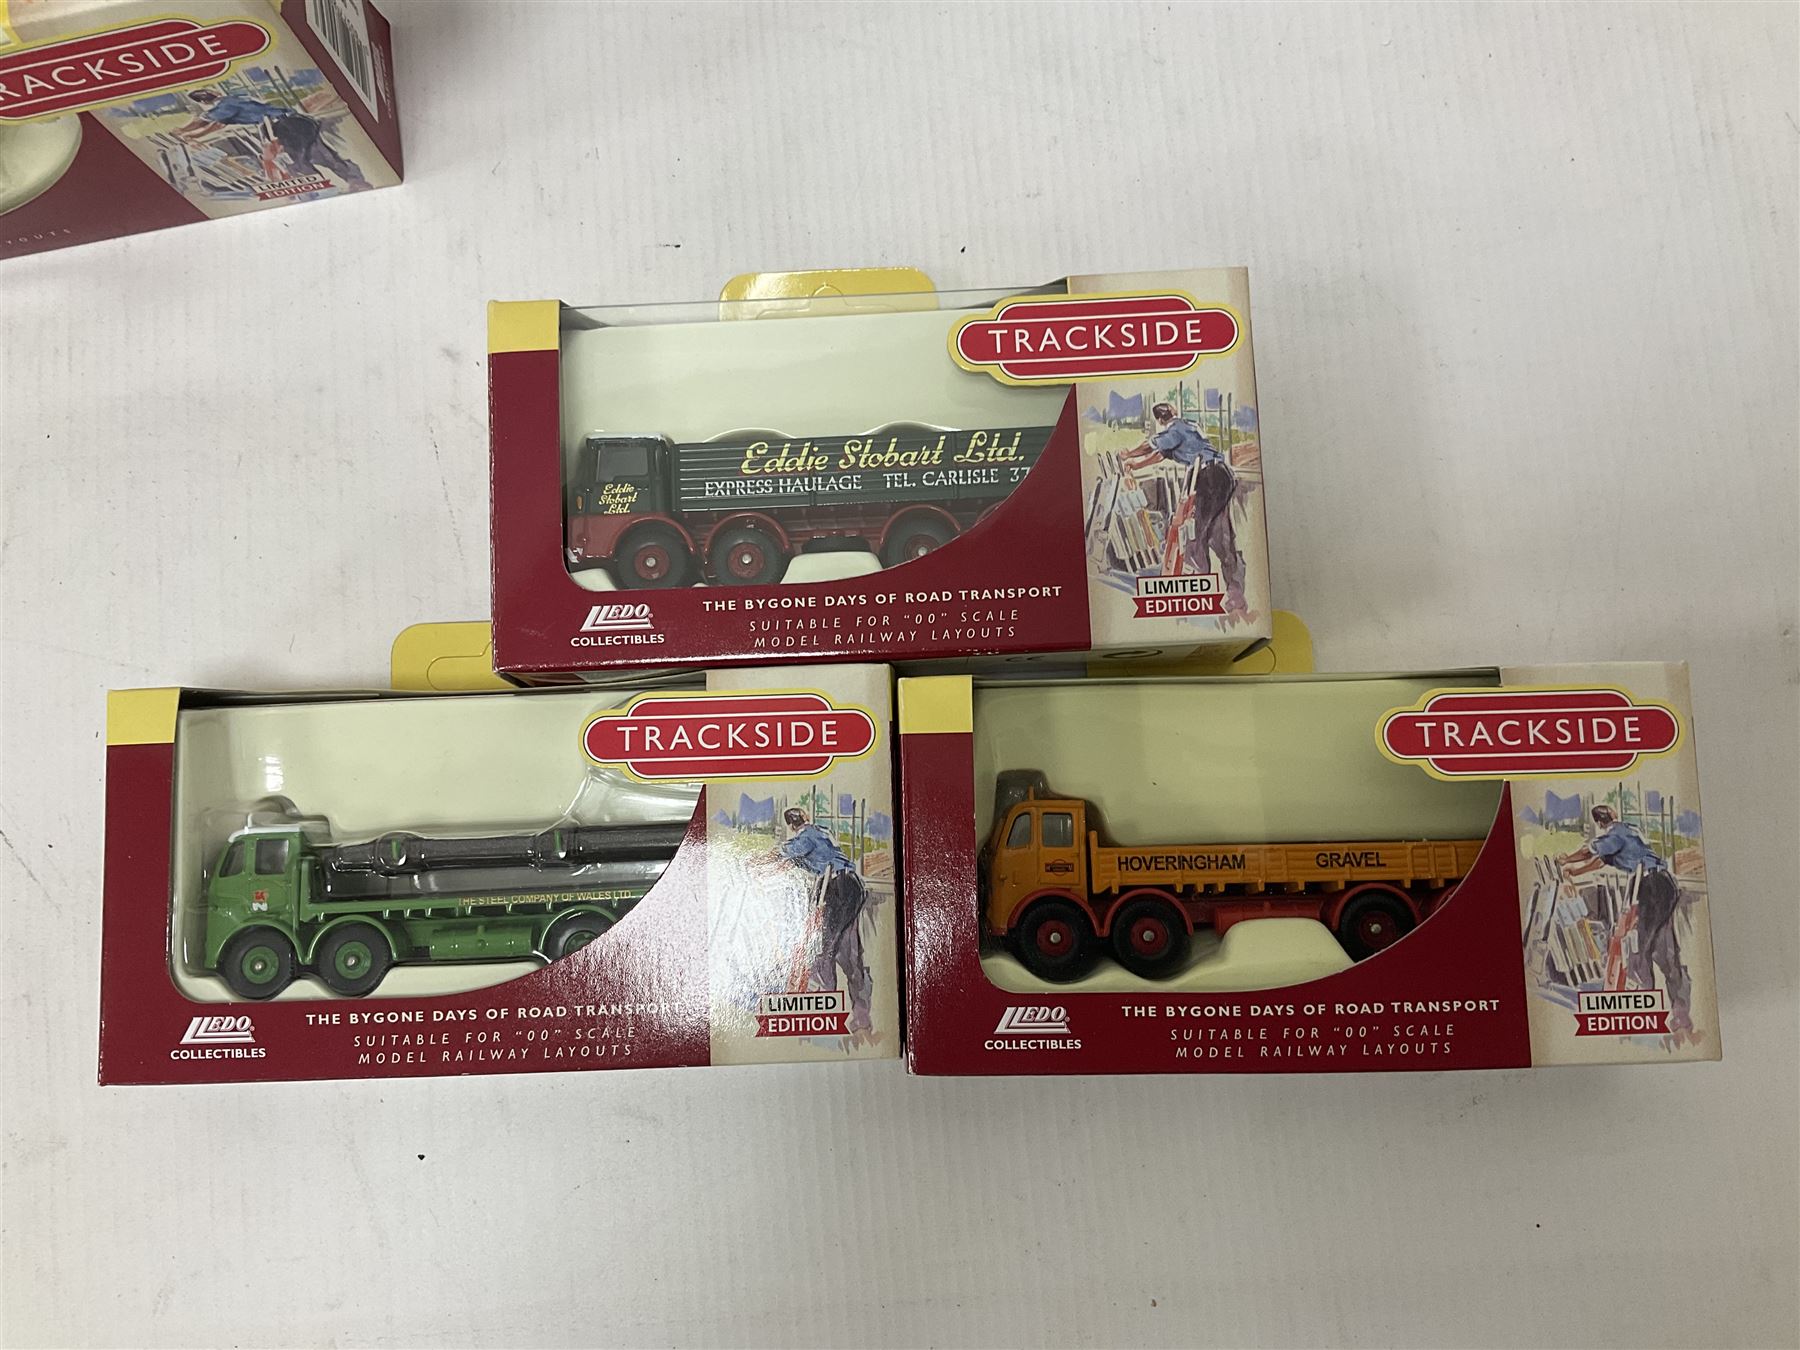 RACKSIDE
LIMITED
EDITION
YOUTS
TRACKSIDE
Eddie Stobart Ltd.
EXPRESS HAULAGE TEL. CARLISLE 37
Eddie
Stobart
Ltd.
LIMITED
EDITION
LLEDO
COLLECTIBLES
THE BYGONE DAYS OF ROAD TRANSPORT
SUITABLE FOR "00" SCALE
MODEL RAILWAY LAYOUTS
TRACKSIDE
THE STEEL COMPANY OF WALES LTD.
LIMITED
EDITION
LLEDO
COLLECTIBLES
THE BYGONE DAYS OF ROAD TRANSPORT
SUITABLE FOR "00" SCALE
MODEL RAILWAY LAYOUTS
TRACKSIDE
HOVERINGHAM GRAVEL
LIMITED
EDITION
LLEDO
COLLECTIBLES
THE BYGONE DAYS OF ROAD TRANSPORT
SUITABLE FOR "00" SCALE
MODEL RAILWAY LAYOUTS